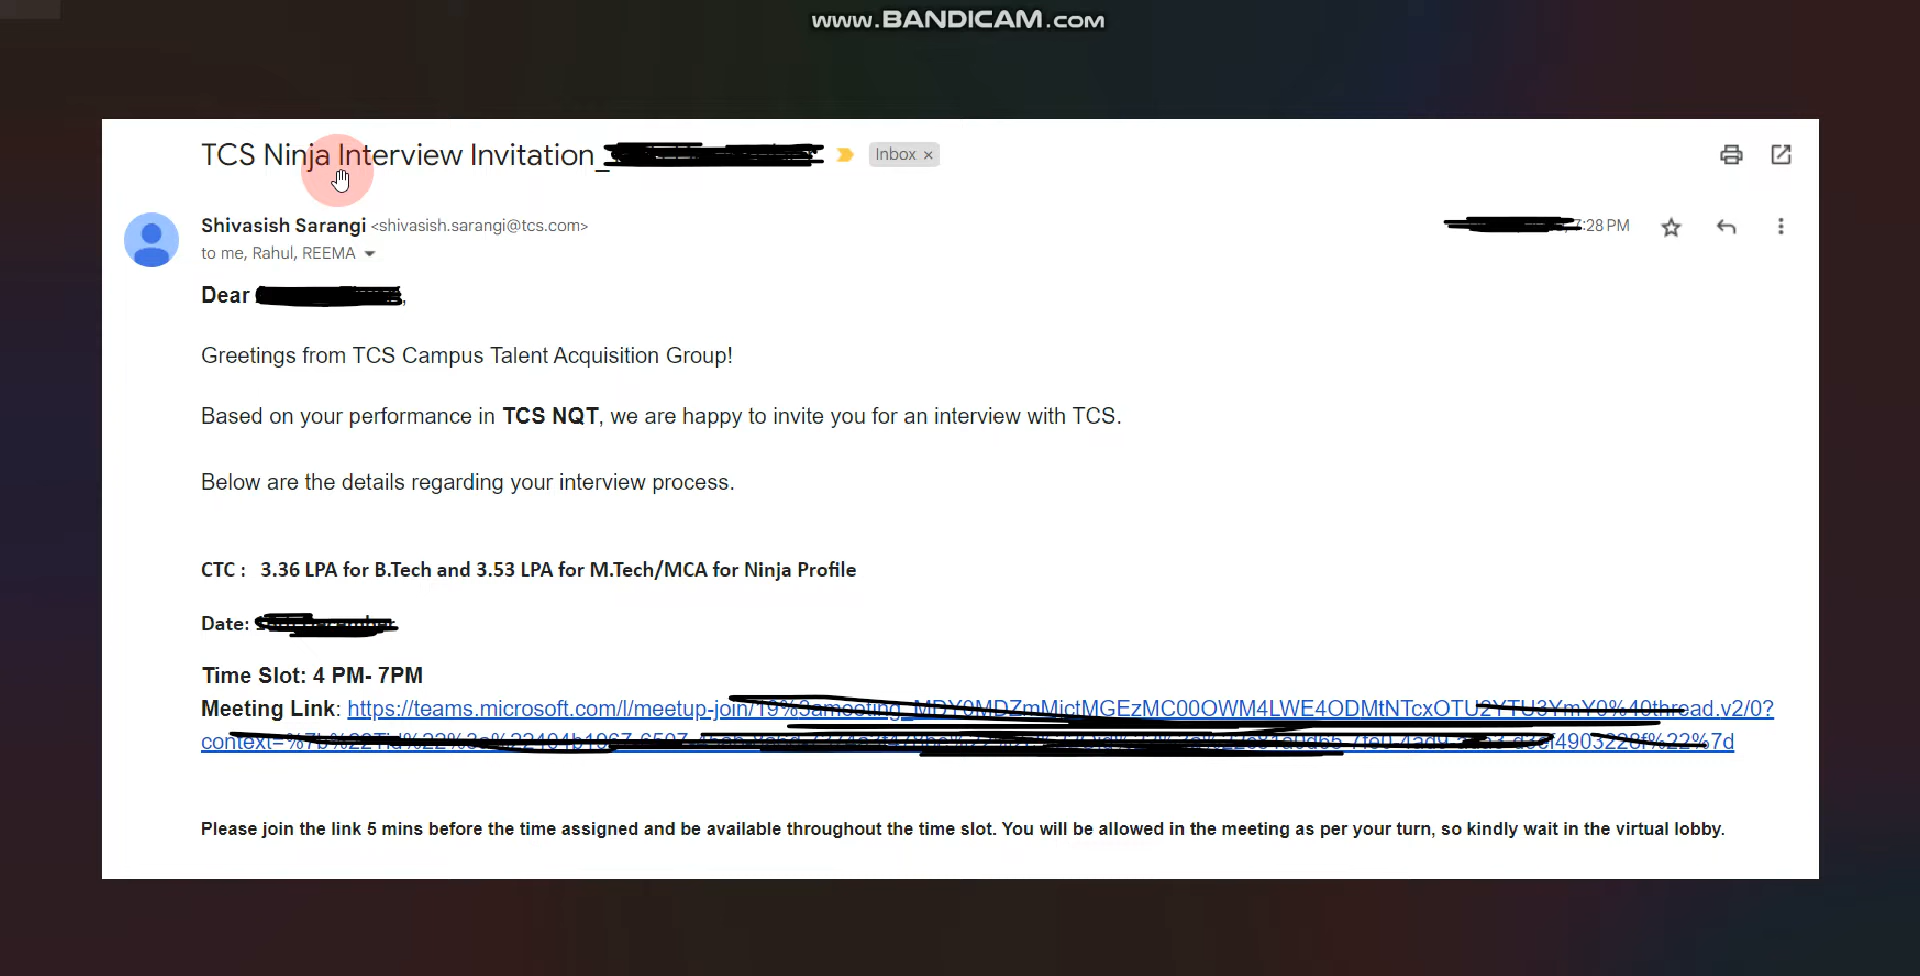 www.BANDICAM.com
TCS Ninja Interview Invitation_
Inbox ×
Shivasish Sarangi <shivasish.sarangi@tcs.com>
7:28 PM
to me, Rahul, REEMA
Dear ,
Greetings from TCS Campus Talent Acquisition Group!
Based on your performance in TCS NQT, we are happy to invite you for an interview with TCS.
Below are the details regarding your interview process.
CTC : 3.36 LPA for B.Tech and 3.53 LPA for M.Tech/MCA for Ninja Profile
Date:
Time Slot: 4 PM- 7PM
Meeting Link: https://teams.microsoft.com/l/meetup-join/
Please join the link 5 mins before the time assigned and be available throughout the time slot. You will be allowed in the meeting as per your turn, so kindly wait in the virtual lobby.